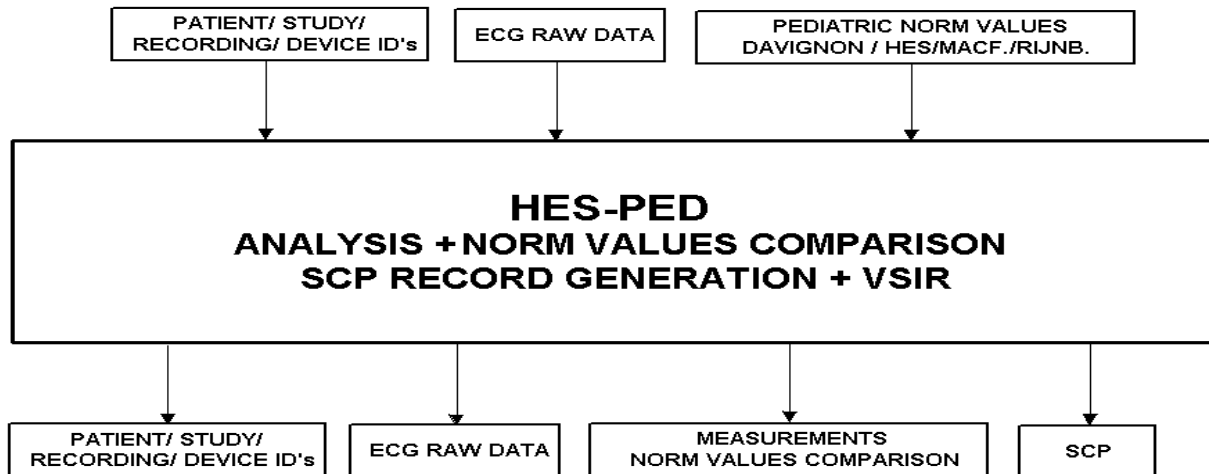 PATIENT/ STUDY/
RECORDING/ DEVICE ID's
ECG RAW DATA
PEDIATRIC NORM VALUES
DAVIGNON / HES/MACF./RIJNB.
HES-PED
ANALYSIS + NORM VALUES COMPARISON
SCP RECORD GENERATION + VSIR
PATIENT/ STUDY/
RECORDING/ DEVICE ID's
ECG RAW DATA
MEASUREMENTS
NORM VALUES COMPARISON
SCP